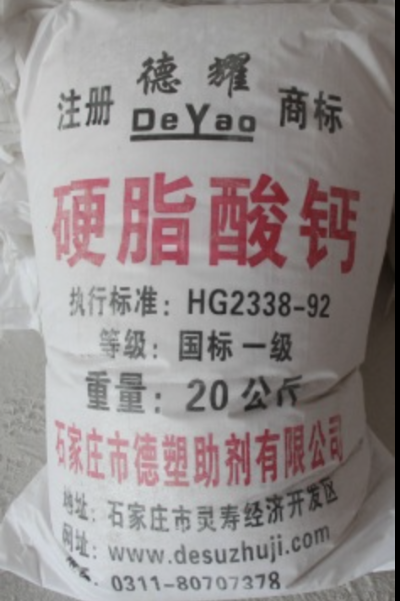 德耀
注册 DeYao 商标
硬脂酸钙
执行标准：HG2338-92
等级：国标一级
重量：20公斤
石家庄市德塑助剂有限公司
地址：石家庄市灵寿经济开发区
网址：www.desuzhuji.com
0311-80707378